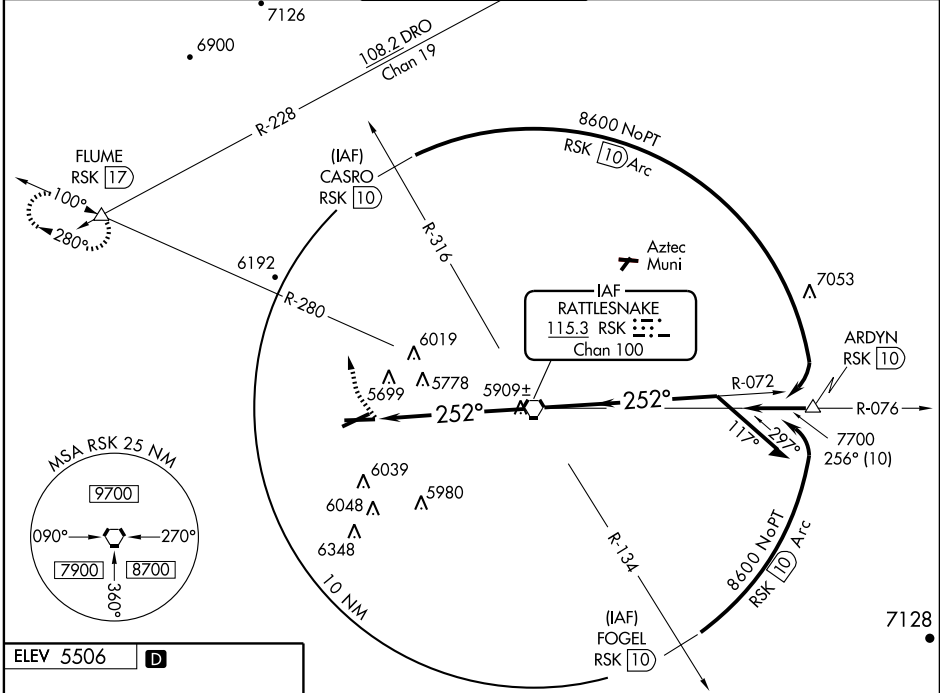 7126
6900
108.2 DRO
Chan 19
R-228
8600 NoPT
RSK 10 Arc
FLUME
RSK 17
(IAF)
CASRO
RSK 10
100°
280°
R-316
Aztec
Muni
6192
R-280
7053
IAF
RATTLESNAKE
115.3 RSK
Chan 100
6019
ARDYN
RSK 10
5699
5778
5909±
R-072
252°
252°
R-076
117°
297°
7700
256° (10)
MSA RSK 25 NM
9700
090°
270°
7900
8700
360°
6039
6048
5980
6348
R-134
8600 NoPT
RSK 10 Arc
10 NM
(IAF)
FOGEL
RSK 10
7128
ELEV 5506 D